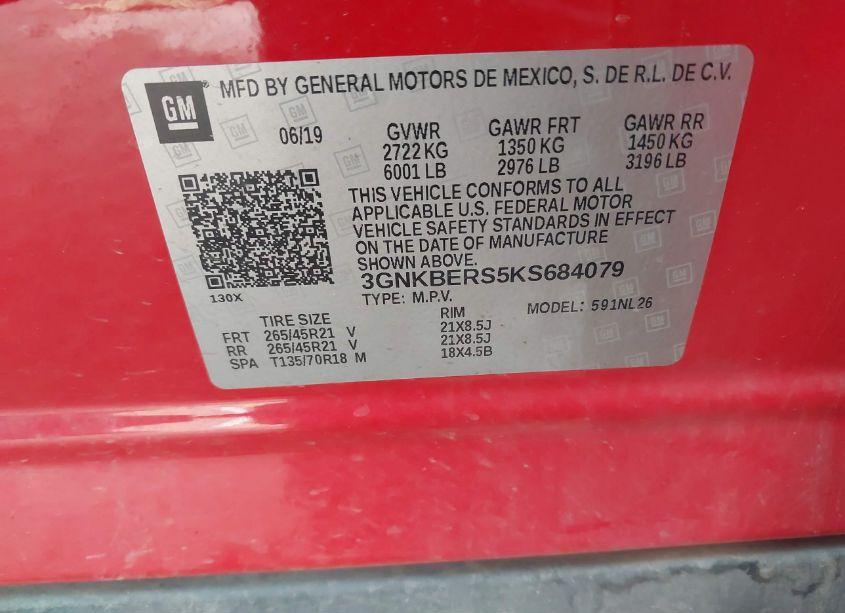 GM
MFD BY GENERAL MOTORS DE MEXICO, S. DE R.L. DE C.V.
06/19 GVWR GAWR FRT GAWR RR
2722 KG 1350 KG 1450 KG
6001 LB 2976 LB 3196 LB
THIS VEHICLE CONFORMS TO ALL
APPLICABLE U.S. FEDERAL MOTOR
VEHICLE SAFETY STANDARDS IN EFFECT
ON THE DATE OF MANUFACTURE
SHOWN ABOVE.
3GNKBERS5KS684079
130X
TYPE: M.P.V. MODEL: 591NL26
TIRE SIZE RIM
FRT 265/45R21 V 21X8.5J
RR 265/45R21 V 21X8.5J
SPA T135/70R18 M 18X4.5B